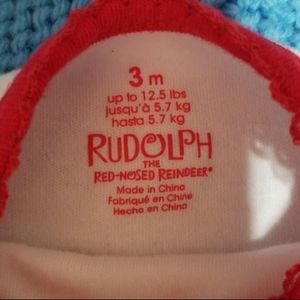 3 m
up to 12.5 lbs
jusqu'à 5.7 kg
hasta 5.7 kg
RUDOLPH
THE
RED-NOSED REINDEER®
Made in China
Fabriqué en Chine
Hecho en China